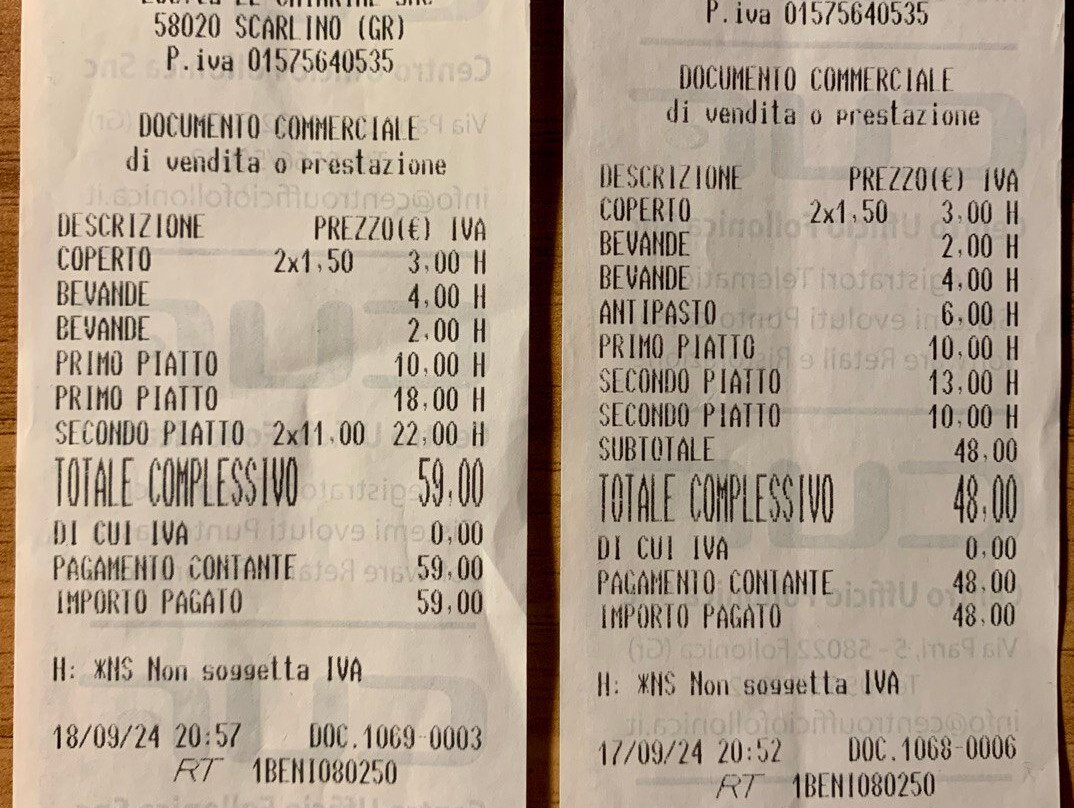 58020 SCARLINO (GR)
P.iva 01575640535
DOCUMENTO COMMERCIALE
di vendita o prestazione
DESCRIZIONE PREZZO(€) IVA
COPERTO 2x1,50 3,00 H
BEVANDE 4,00 H
BEVANDE 2,00 H
PRIMO PIATTO 10,00 H
PRIMO PIATTO 18,00 H
SECONDO PIATTO 2x11,00 22,00 H
TOTALE COMPLESSIVO 59,00
DI CUI IVA 0,00
PAGAMENTO CONTANTE 59,00
IMPORTO PAGATO 59,00
H: *NS Non soggetta IVA
18/09/24 20:57 DOC.1069-0003
RT 1BENI080250
P.iva 01575640535
DOCUMENTO COMMERCIALE
di vendita o prestazione
DESCRIZIONE PREZZO(€) IVA
COPERTO 2x1,50 3,00 H
BEVANDE 2,00 H
BEVANDE 4,00 H
ANTIPASTO 6,00 H
PRIMO PIATTO 10,00 H
SECONDO PIATTO 13,00 H
SECONDO PIATTO 10,00 H
SUBTOTALE 48,00
TOTALE COMPLESSIVO 48,00
DI CUI IVA 0,00
PAGAMENTO CONTANTE 48,00
IMPORTO PAGATO 48,00
H: *NS Non soggetta IVA
17/09/24 20:52 DOC.1068-0006
RT 1BENI080250